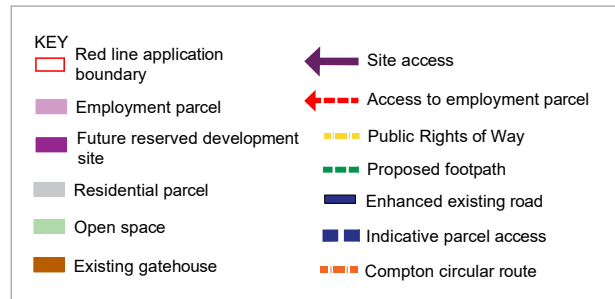 KEY
Red line application
boundary
Employment parcel
Future reserved development
site
Residential parcel
Open space
Existing gatehouse
Site access
Access to employment parcel
Public Rights of Way
Proposed footpath
Enhanced existing road
Indicative parcel access
Compton circular route